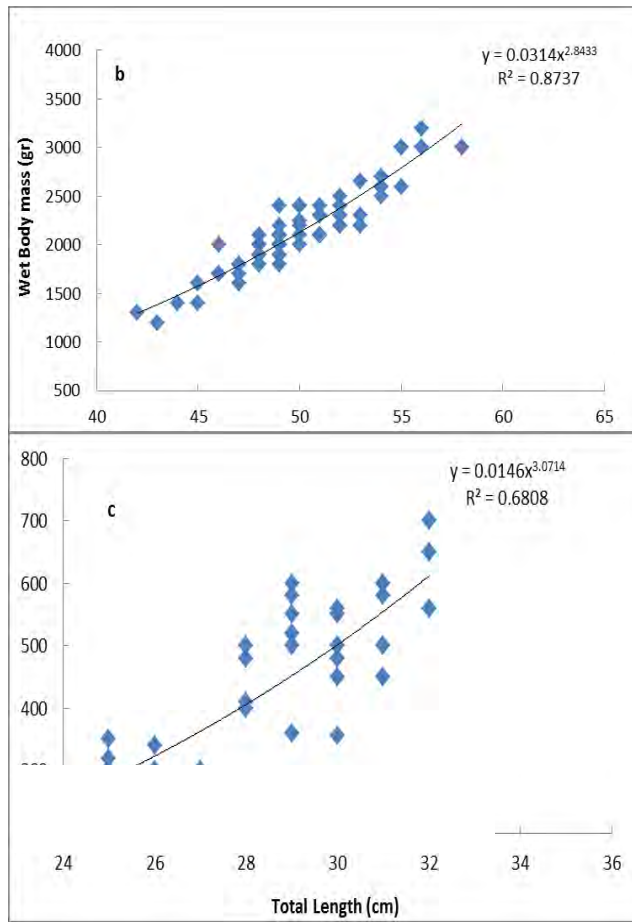 b
y = 0.0314x^2.8433
R² = 0.8737
4000
3500
3000
2500
2000
1500
1000
500
Wet Body mass (gr)
40 45 50 55 60 65
c
y = 0.0146x^3.0714
R² = 0.6808
800
700
600
500
400
24 26 28 30 32 34 36
Total Length (cm)